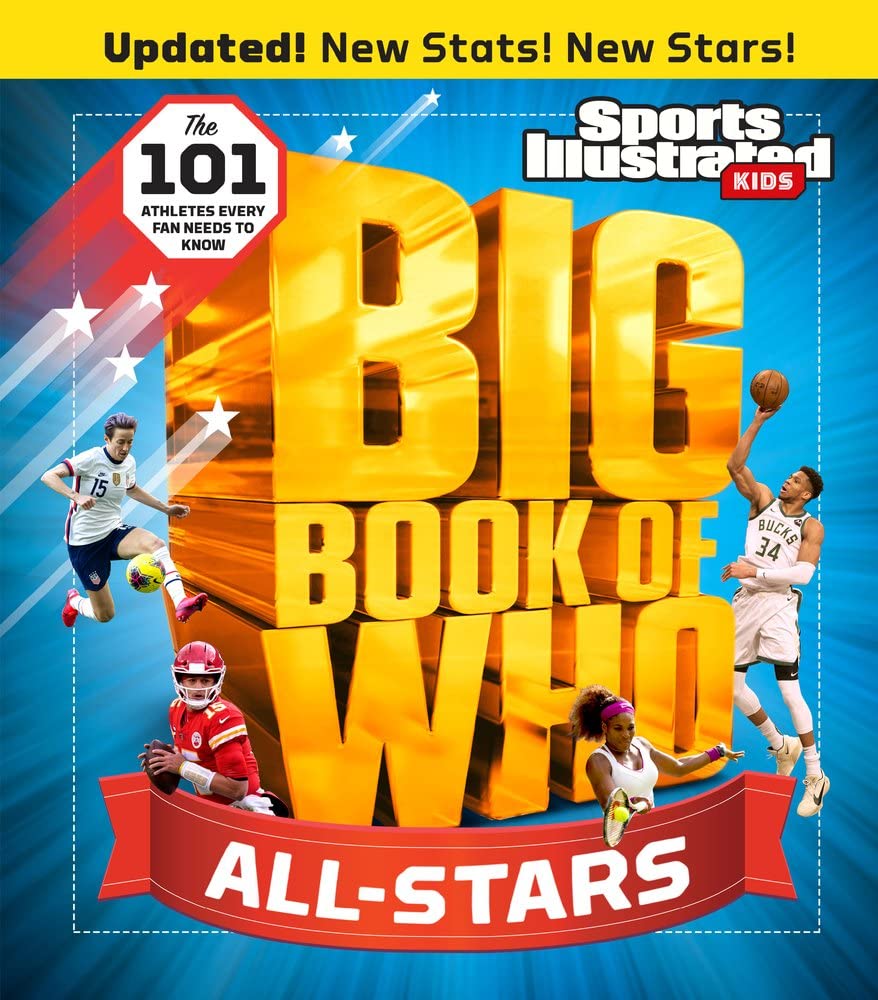 Updated! New Stats! New Stars!
The
101
ATHLETES EVERY
FAN NEEDS TO
KNOW
Sports
Illustrated
KIDS
BIG
BOOK OF
WHO
15
BUCKS
34
15
ALL-STARS